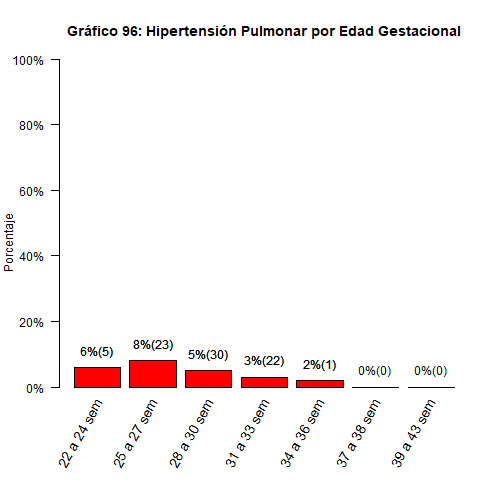 Gráfico 96: Hipertensión Pulmonar por Edad Gestacional
100%
80%
60%
40%
20%
0%
Porcentaje
6%(5)
8%(23)
5%(30)
3%(22)
2%(1)
0%(0)
0%(0)
22 a 24 sem
25 a 27 sem
28 a 30 sem
31 a 33 sem
34 a 36 sem
37 a 38 sem
39 a 43 sem